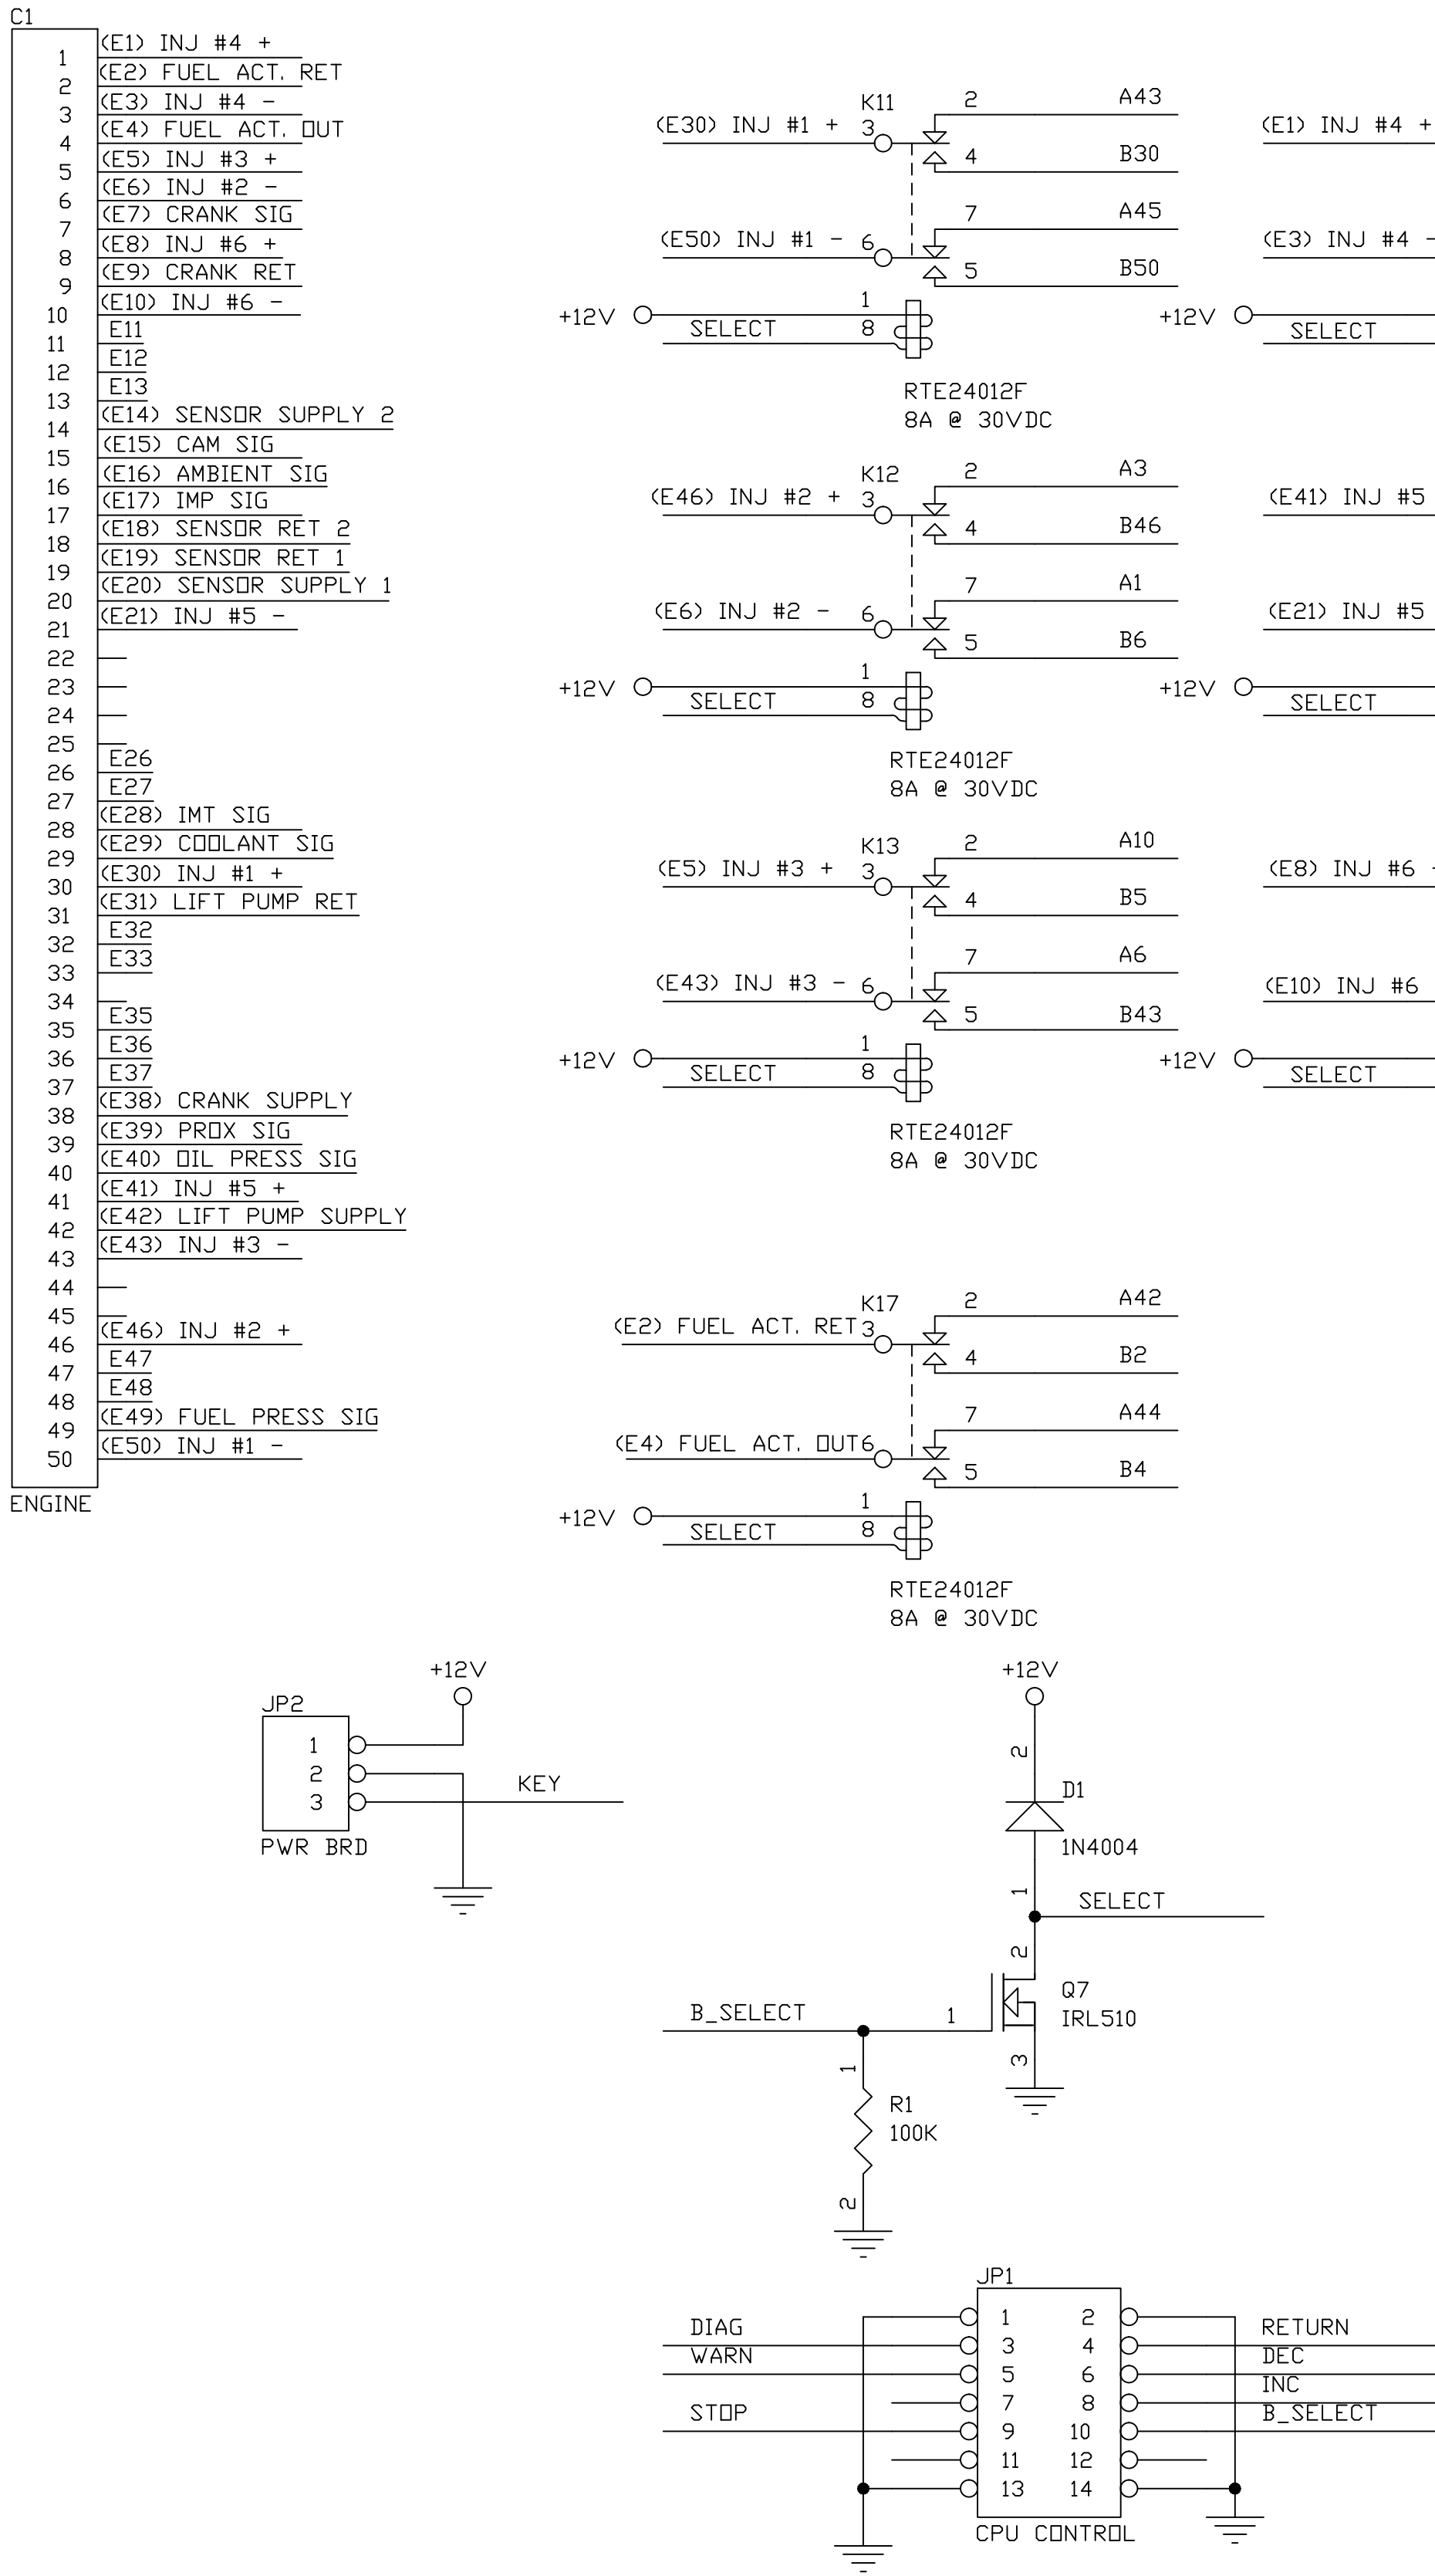 C1
1 (E1) INJ #4 +
2 (E2) FUEL ACT. RET
3 (E3) INJ #4 -
4 (E4) FUEL ACT. OUT
5 (E5) INJ #3 +
6 (E6) INJ #2 -
7 (E7) CRANK SIG
8 (E8) INJ #6 +
9 (E9) CRANK RET
10 (E10) INJ #6 -
11 E11
12 E12
13 E13
14 (E14) SENSOR SUPPLY 2
15 (E15) CAM SIG
16 (E16) AMBIENT SIG
17 (E17) IMP SIG
18 (E18) SENSOR RET 2
19 (E19) SENSOR RET 1
20 (E20) SENSOR SUPPLY 1
21 (E21) INJ #5 -
22
23
24
25
26 E26
27 E27
28 (E28) IMT SIG
29 (E29) COOLANT SIG
30 (E30) INJ #1 +
31 (E31) LIFT PUMP RET
32 E32
33 E33
34
35 E35
36 E36
37 E37
38 (E38) CRANK SUPPLY
39 (E39) PROX SIG
40 (E40) OIL PRESS SIG
41 (E41) INJ #5 +
42 (E42) LIFT PUMP SUPPLY
43 (E43) INJ #3 -
44
45
46 (E46) INJ #2 +
47 E47
48 E48
49 (E49) FUEL PRESS SIG
50 (E50) INJ #1 -
ENGINE
K11 2 A43
(E30) INJ #1 + 3
4 B30
7 A45
(E50) INJ #1 - 6
5 B50
+12V 1
SELECT 8
RTE24012F
8A @ 30VDC
K12 2 A3
(E46) INJ #2 + 3
4 B46
7 A1
(E6) INJ #2 - 6
5 B6
+12V 1
SELECT 8
RTE24012F
8A @ 30VDC
K13 2 A10
(E5) INJ #3 + 3
4 B5
7 A6
(E43) INJ #3 - 6
5 B43
+12V 1
SELECT 8
RTE24012F
8A @ 30VDC
K17 2 A42
(E2) FUEL ACT. RET 3
4 B2
7 A44
(E4) FUEL ACT. OUT 6
5 B4
+12V 1
SELECT 8
RTE24012F
8A @ 30VDC
(E1) INJ #4 +
(E3) INJ #4 -
+12V
SELECT
(E41) INJ #5
(E21) INJ #5
+12V
SELECT
(E8) INJ #6
(E10) INJ #6
+12V
SELECT
+12V
JP2
1
2
3 KEY
PWR BRD
+12V
2
D1
1N4004
1
SELECT
2
Q7
IRL510
B_SELECT 1
3
1
R1
100K
2
JP1
1 2
DIAG 3 4 RETURN
WARN 5 6 DEC
7 8 INC
STOP 9 10 B_SELECT
11 12
13 14
CPU CONTROL